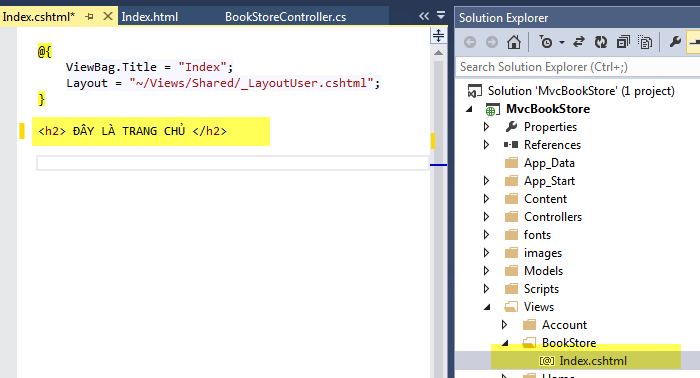 Index.cshtml*
Index.html
BookStoreController.cs
@{
ViewBag.Title = "Index";
Layout = "~/Views/Shared/_LayoutUser.cshtml";
}
<h2> ĐÂY LÀ TRANG CHỦ </h2>
Solution Explorer
Search Solution Explorer (Ctrl+;)
Solution 'MvcBookStore' (1 project)
MvcBookStore
Properties
References
App_Data
App_Start
Content
Controllers
fonts
images
Models
Scripts
Views
Account
BookStore
[@] Index.cshtml